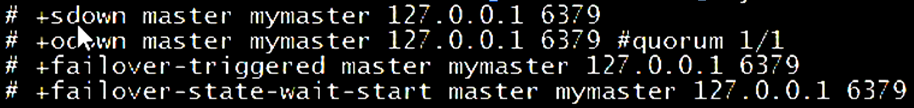 # +sdown master mymaster 127.0.0.1 6379
# +odown master mymaster 127.0.0.1 6379 #quorum 1/1
# +failover-triggered master mymaster 127.0.0.1 6379
# +failover-state-wait-start master mymaster 127.0.0.1 6379